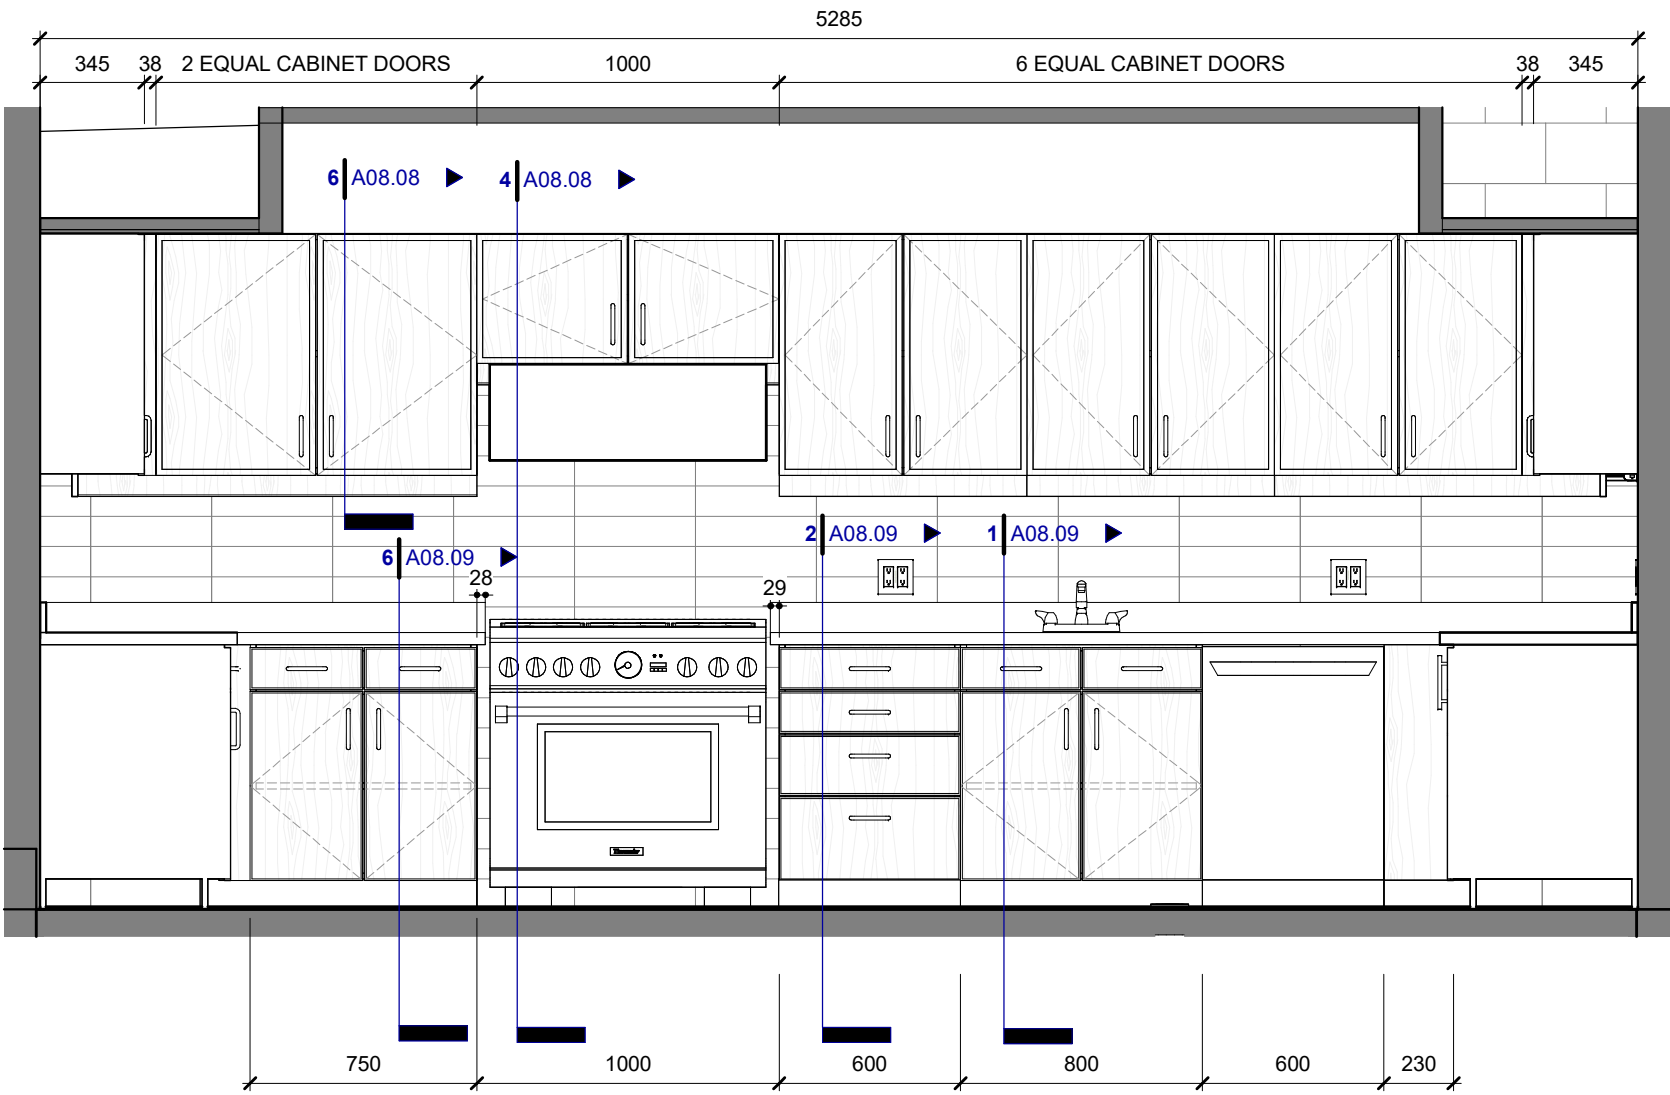 5285
345 38 2 EQUAL CABINET DOORS 1000 6 EQUAL CABINET DOORS 38 345
6 A08.08 4 A08.08
2 A08.09 1 A08.09
6 A08.09
28 29
750 1000 600 800 600 230